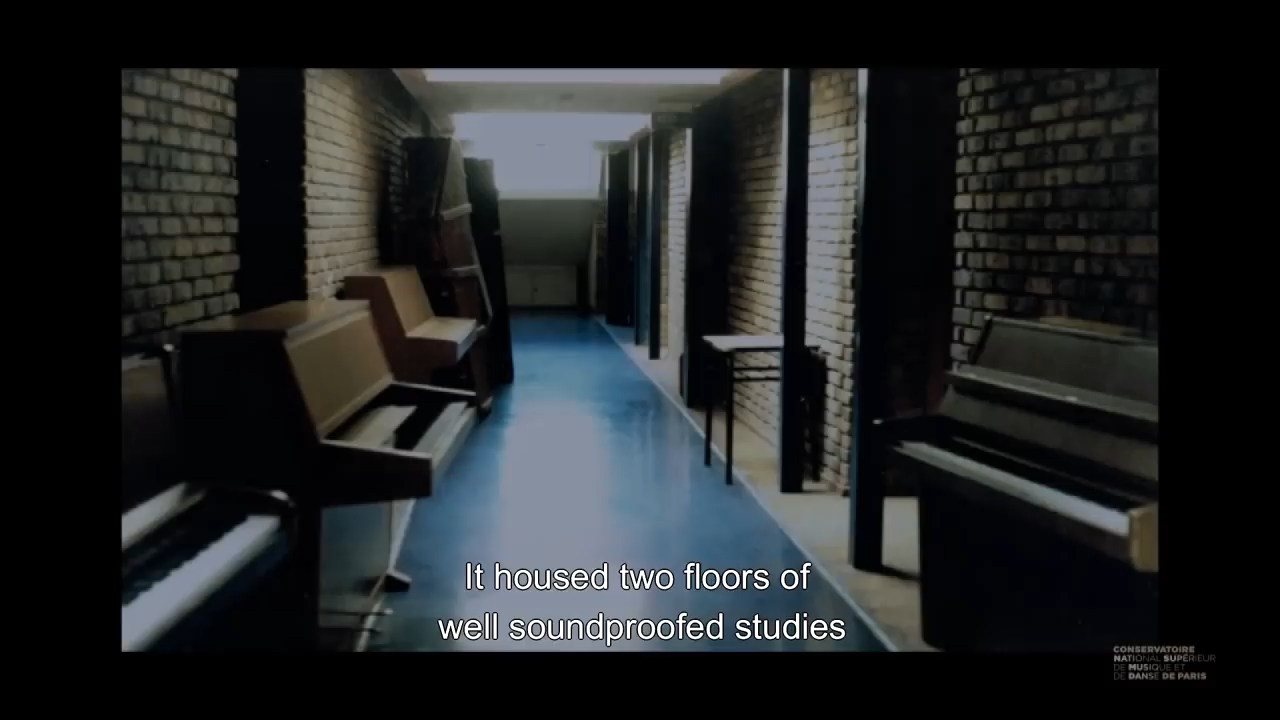 It housed two floors of
well soundproofed studies
CONSERVATOIRE
NATIONAL SUPÉRIEUR
DE MUSIQUE ET
DE DANSE DE PARIS